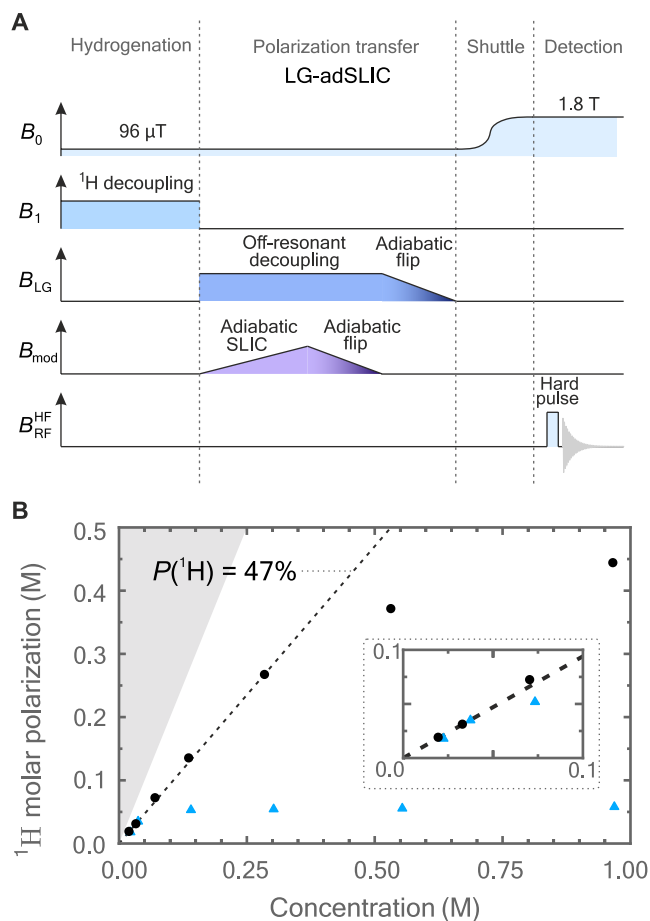 A
Hydrogenation
Polarization transfer
LG-adSLIC
Shuttle
Detection
B0
96 µT
1.8 T
B1
¹H decoupling
BLG
Off-resonant
decoupling
Adiabatic
flip
Bmod
Adiabatic
SLIC
Adiabatic
flip
B RF HF
Hard
pulse
B
¹H molar polarization (M)
0.5
0.4
0.3
0.2
0.1
0.0
P(¹H) = 47%
0.1
0.0
0.1
0.00
0.25
0.50
0.75
1.00
Concentration (M)